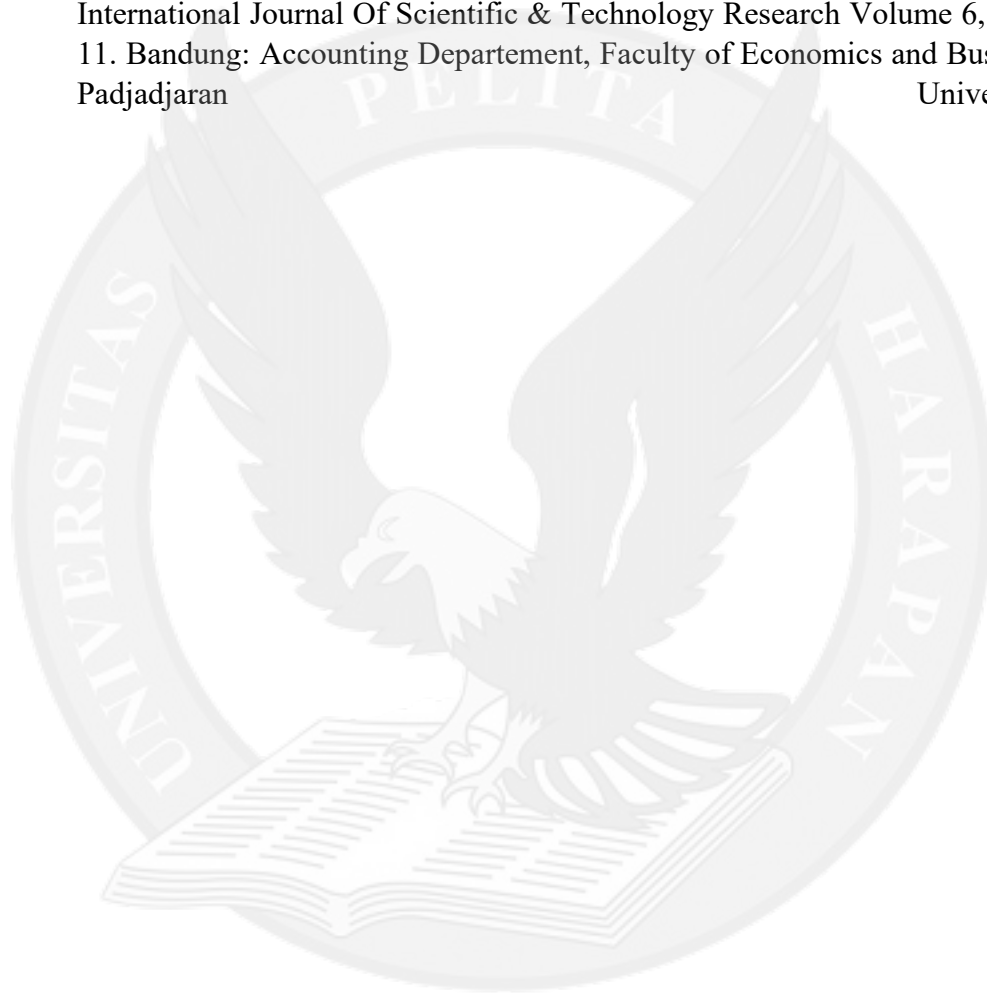 International Journal Of Scientific & Technology Research Volume 6,
11. Bandung: Accounting Departement, Faculty of Economics and
Padjadjaran
PELITA
UNIVERSITAS
HARAPAN